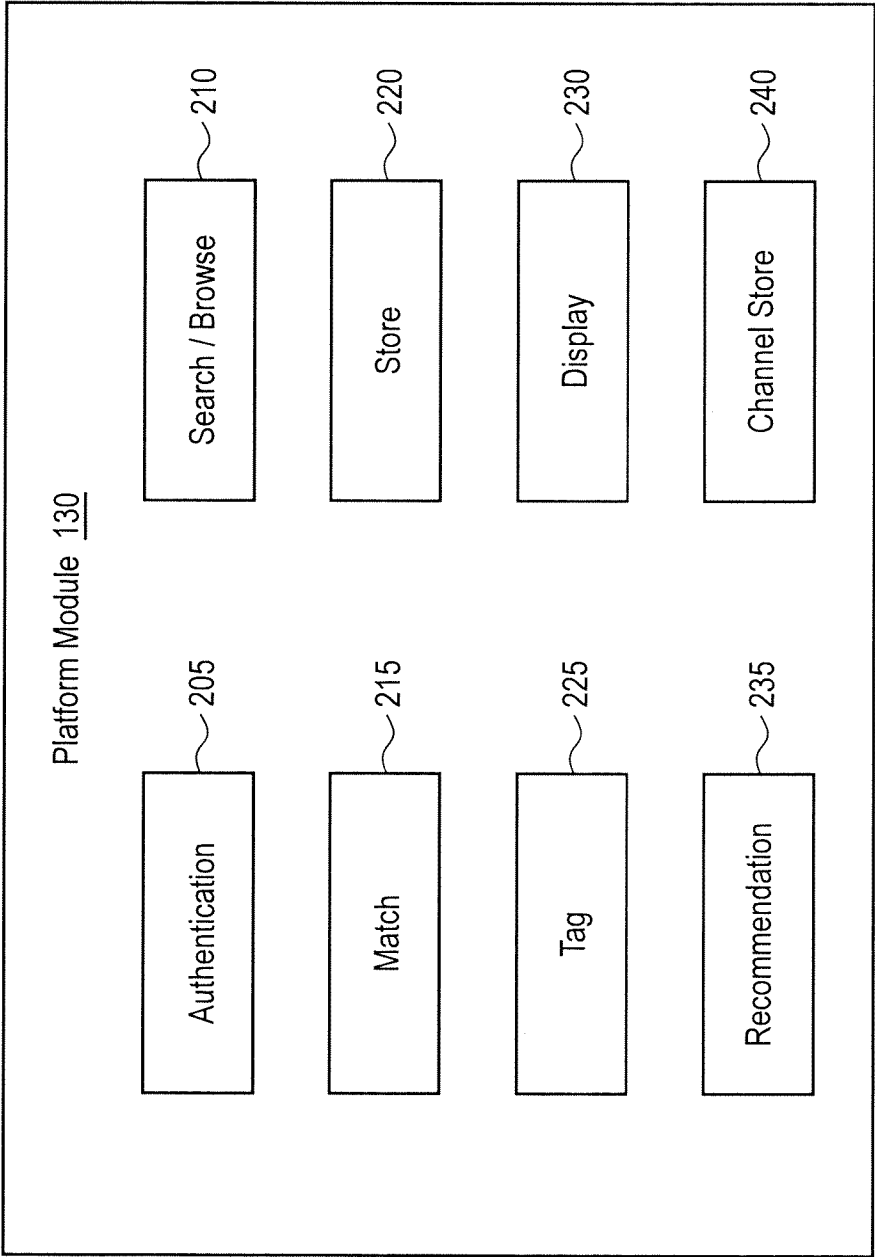 Platform Module 130
Authentication 205
Search / Browse 210
Match 215
Store 220
Tag 225
Display 230
Recommendation 235
Channel Store 240